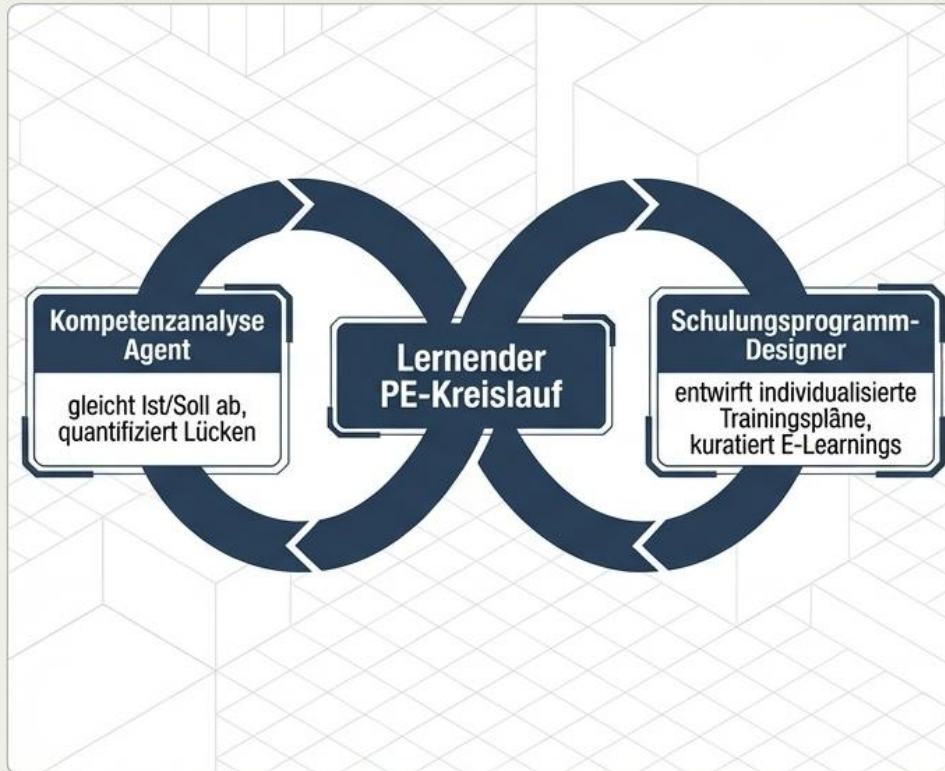 Kompetenzanalyse
Agent
gleicht Ist/Soll ab,
quantifiziert Lücken
Lernender
PE-Kreislauf
Schulungsprogramm-
Designer
entwirft individualisierte
Trainingspläne,
kuratiert E-Learnings